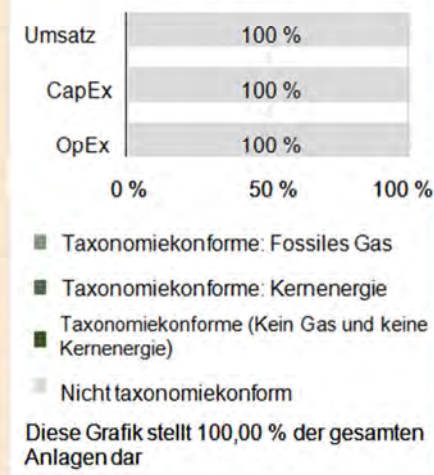 Umsatz 100 %
CapEx 100 %
OpEx 100 %
0 % 50 % 100 %
Taxonomiekonforme: Fossiles Gas
Taxonomiekonforme: Kernenergie
Taxonomiekonforme (Kein Gas und keine
Kernenergie)
Nicht taxonomiekonform
Diese Grafik stellt 100,00 % der gesamten
Anlagen dar